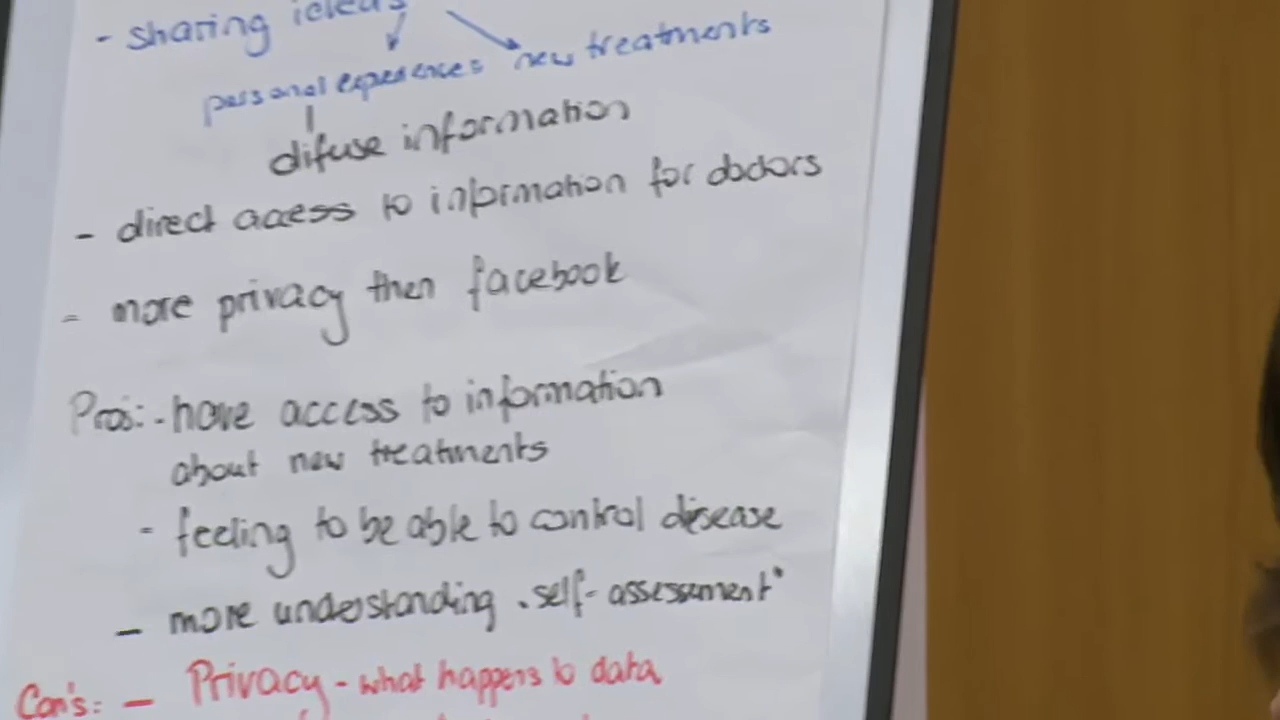 - sharing ideas
personal experiences new treatments
difuse information
- direct access to information for doctors
- more privacy then facebook
Pros: - have access to information
about new treatments
- feeling to be able to control disease
- more understanding . self-assessment
Con's: - Privacy - what happens to data